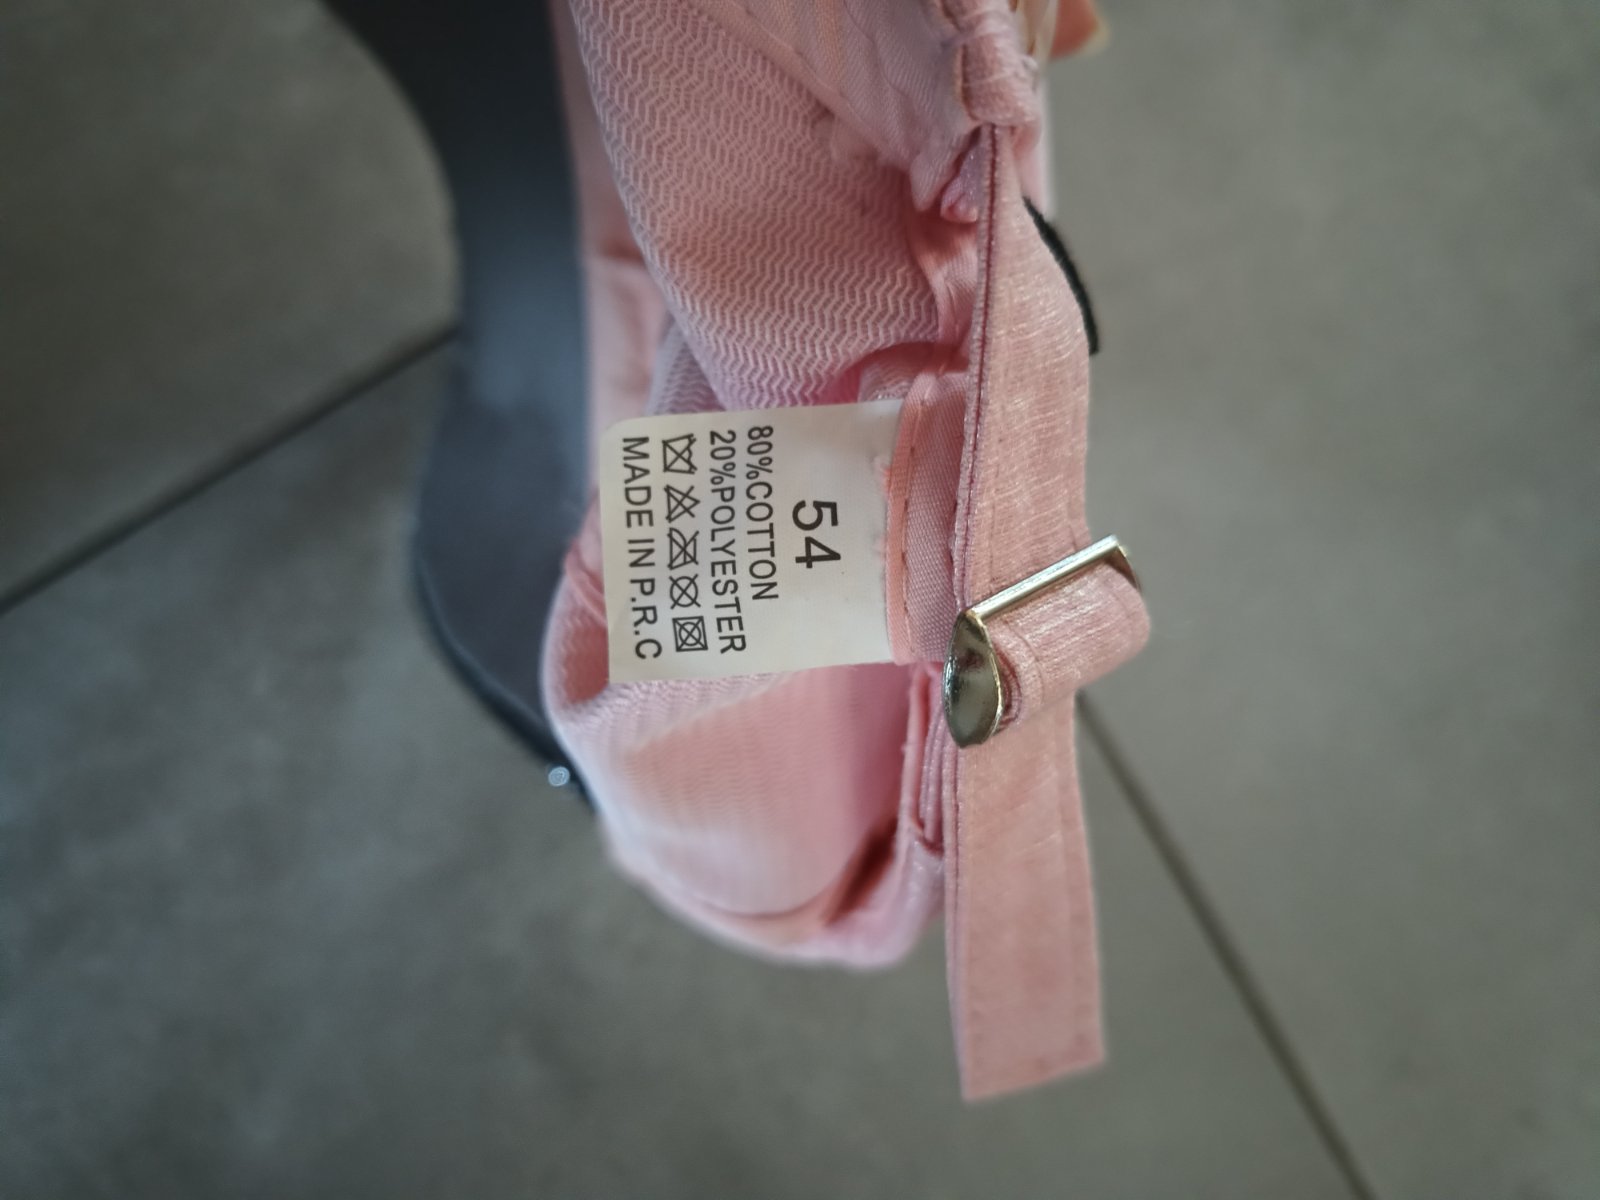 54
80%COTTON
20%POLYESTER
MADE IN P.R.C